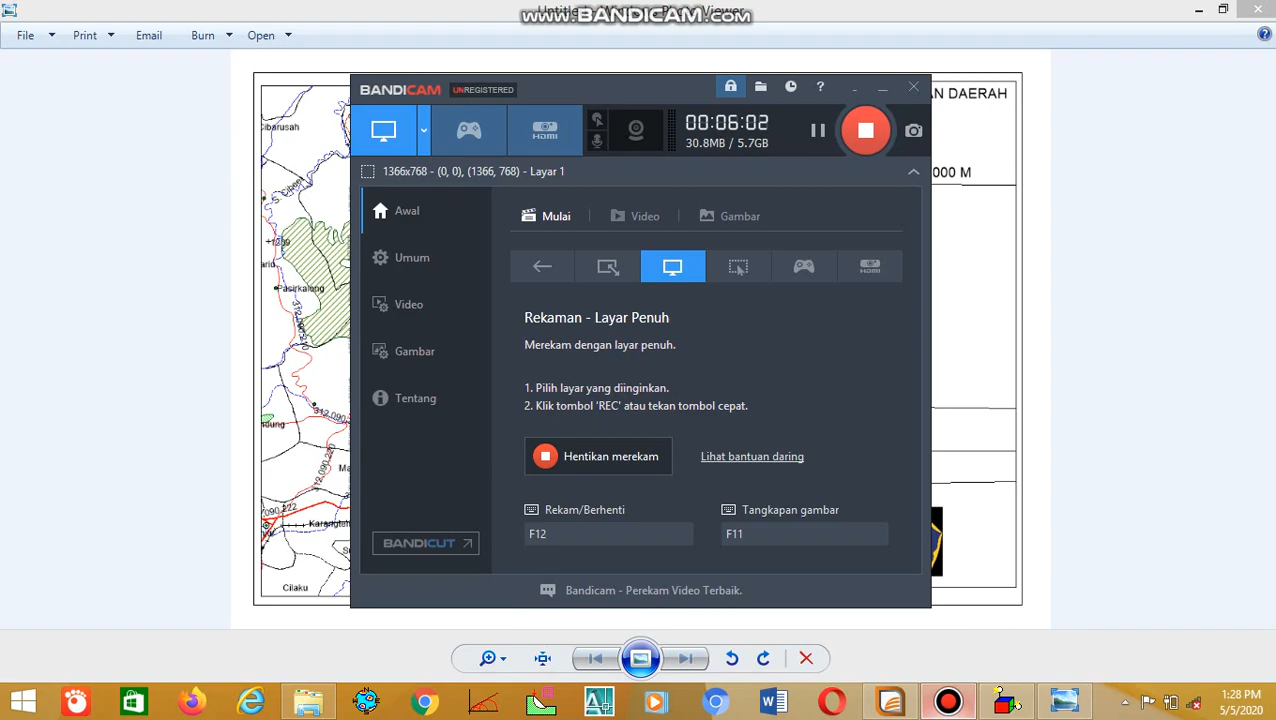 www.BANDICAM.com
File
Print
Email
Burn
Open
BANDICAM
UNREGISTERED
00:06:02
30.8MB / 5.7GB
HDMI
1366x768 - (0, 0), (1366, 768) - Layar 1
Awal
Umum
Video
Gambar
Tentang
BANDICUT
Mulai
Video
Gambar
HDMI
Rekaman - Layar Penuh
Merekam dengan layar penuh.
1. Pilih layar yang diinginkan.
2. Klik tombol 'REC' atau tekan tombol cepat.
Hentikan merekam
Lihat bantuan daring
Rekam/Berhenti
Tangkapan gambar
F12
F11
Bandicam - Perekam Video Terbaik.
Cibarusah
Pasirkalong
312,090,
Cilaku
AN DAERAH
000 M
1:28 PM
5/5/2020